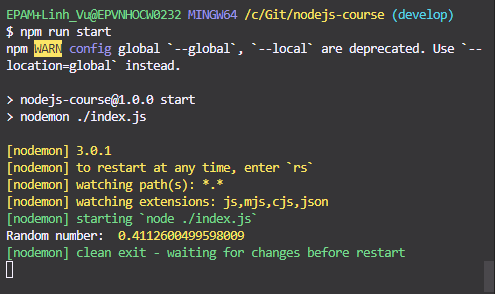 EPAM+Linh_Vu@EPVNHOCW0232 MINGW64 /c/Git/nodejs-course (develop)
$ npm run start
npm WARN config global `--global`, `--local` are deprecated. Use `--
location=global` instead.
> nodejs-course@1.0.0 start
> nodemon ./index.js
[nodemon] 3.0.1
[nodemon] to restart at any time, enter `rs`
[nodemon] watching path(s): *.*
[nodemon] watching extensions: js,mjs,cjs,json
[nodemon] starting `node ./index.js`
Random number:  0.4112600499598009
[nodemon] clean exit - waiting for changes before restart